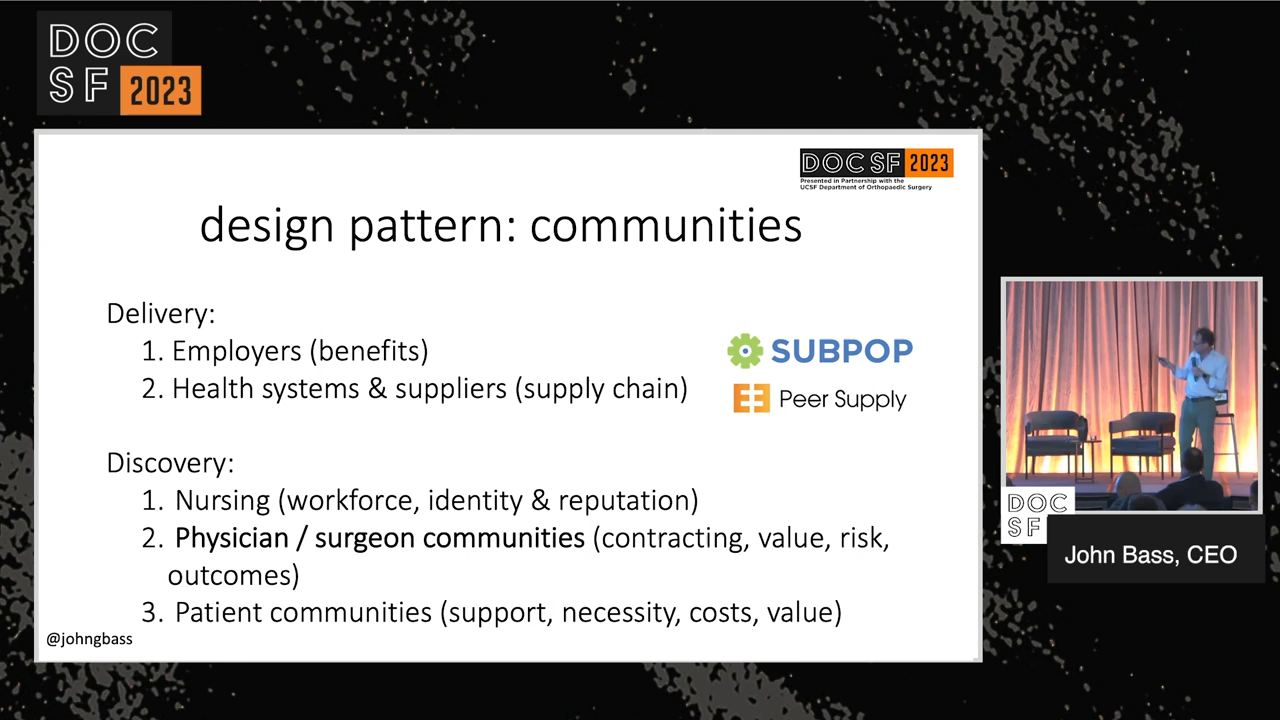 DOC
SF 2023
DOC SF 2023
Presented in Partnership with the
UCSF Department of Orthopaedic Surgery
design pattern: communities
Delivery:
1. Employers (benefits)
2. Health systems & suppliers (supply chain)
SUBPOP
Peer Supply
Discovery:
1. Nursing (workforce, identity & reputation)
2. Physician / surgeon communities (contracting, value, risk,
outcomes)
3. Patient communities (support, necessity, costs, value)
@johngbass
DOC
SF
John Bass, CEO